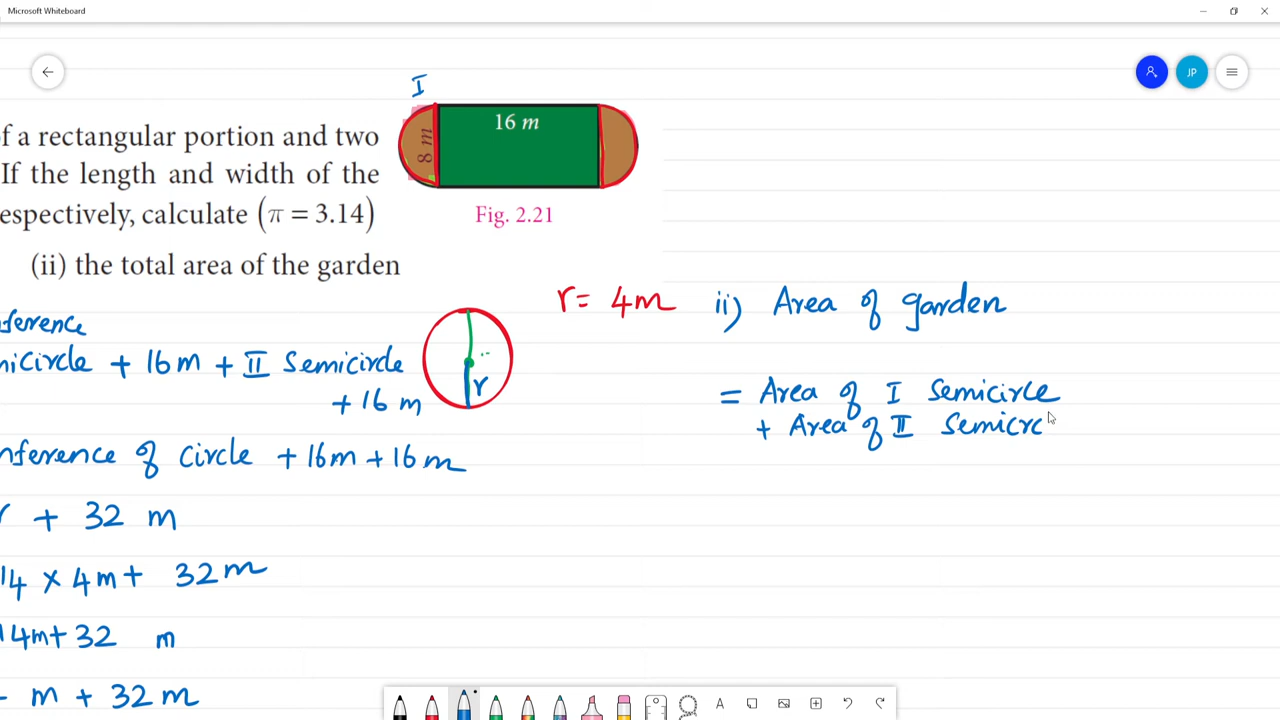 Microsoft Whiteboard
JP
I
16 m
8 m
f a rectangular portion and two
If the length and width of the
espectively, calculate (π = 3.14)
Fig. 2.21
(ii) the total area of the garden
ference
micircle + 16m + II Semicircle
+ 16 m
nference of circle + 16m + 16m
r + 32 m
14 × 4m + 32m
14m + 32 m
m + 32 m
r
r = 4m
ii) Area of garden
= Area of I Semicirle
+ Area of II Semicrc
A